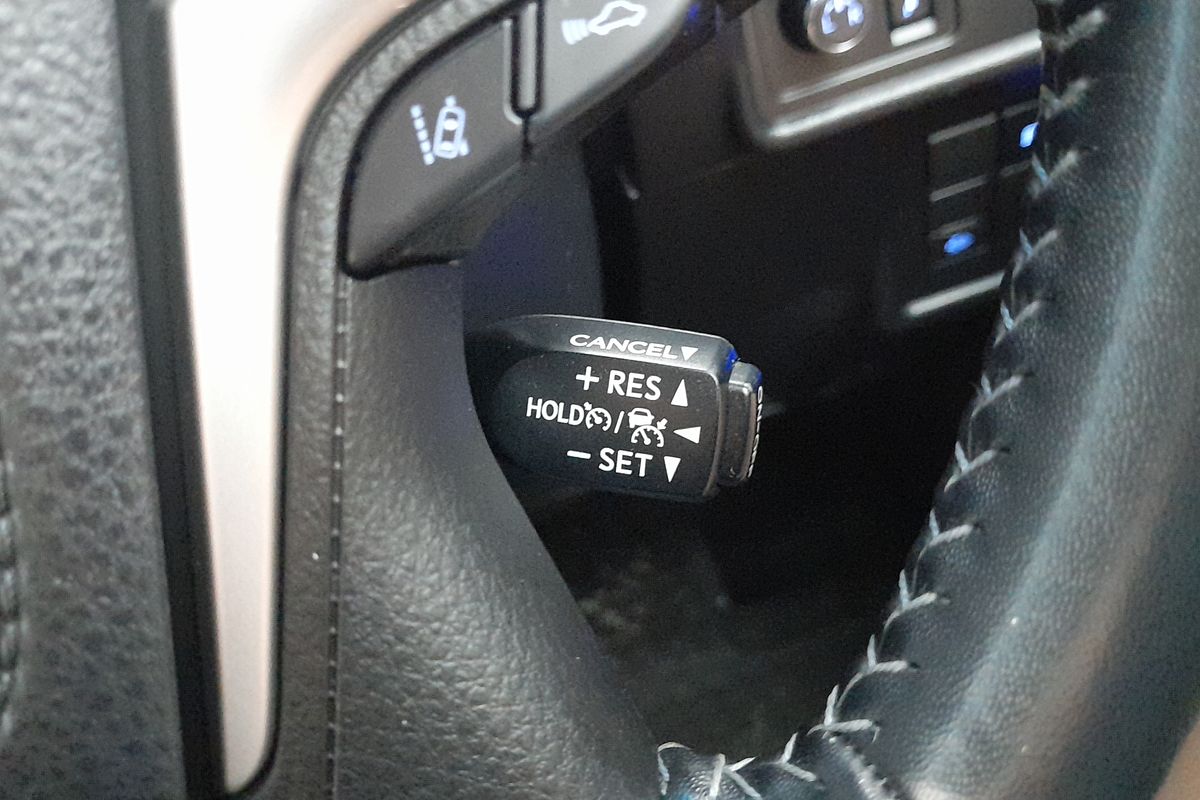 CANCEL▼
+ RES ▲
HOLD / ◀
− SET ▼